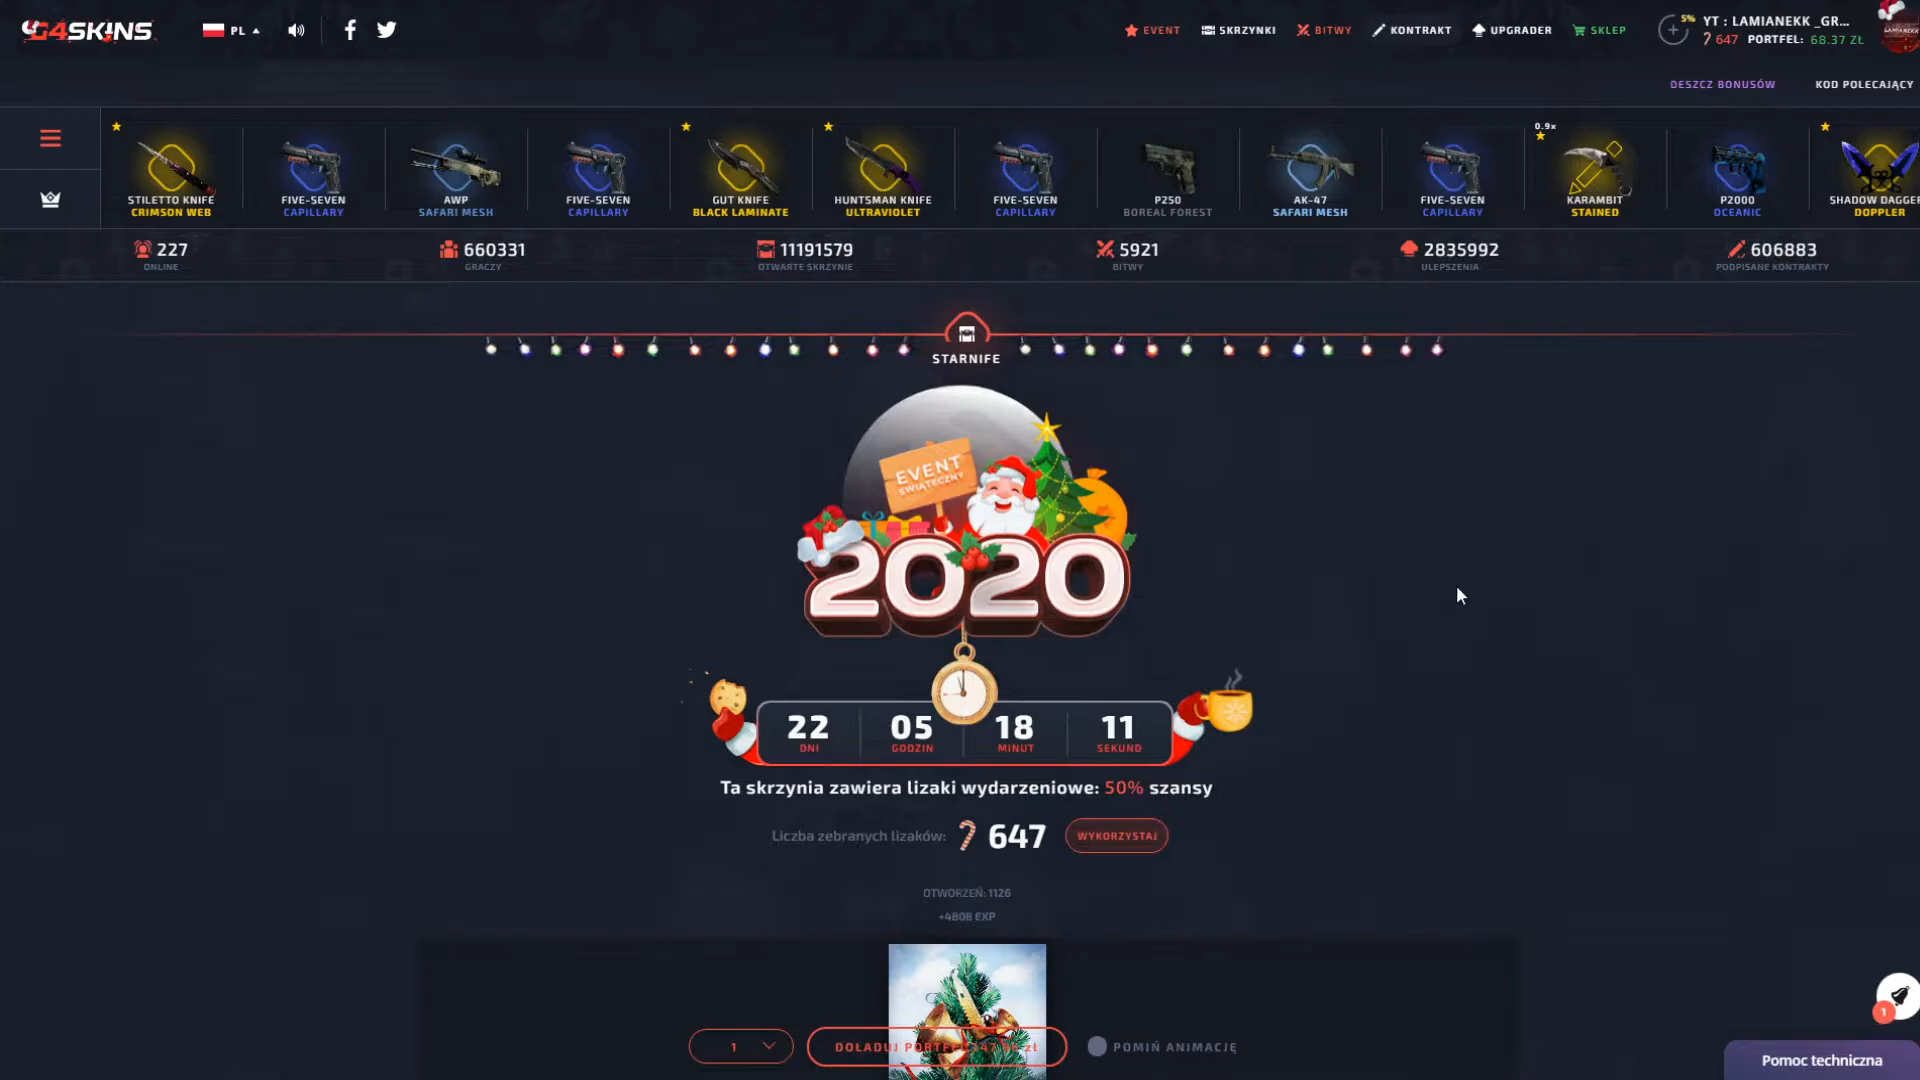 G4SKINS
PL
EVENT
SKRZYNKI
BITWY
KONTRAKT
UPGRADER
SKLEP
5%
YT : LAMIANEKK _GR...
647 PORTFEL: 68.37 ZŁ
DESZCZ BONUSÓW
KOD POLECAJĄCY
STILETTO KNIFE
CRIMSON WEB
FIVE-SEVEN
CAPILLARY
AWP
SAFARI MESH
FIVE-SEVEN
CAPILLARY
GUT KNIFE
BLACK LAMINATE
HUNTSMAN KNIFE
ULTRAVIOLET
FIVE-SEVEN
CAPILLARY
P250
BOREAL FOREST
AK-47
SAFARI MESH
FIVE-SEVEN
CAPILLARY
0.9x
KARAMBIT
STAINED
P2000
OCEANIC
SHADOW DAGGER
DOPPLER
227
ONLINE
660331
GRACZY
11191579
OTWARTE SKRZYNIE
5921
BITWY
2835992
ULEPSZENIA
606883
PODPISANE KONTRAKTY
STARNIFE
EVENT
ŚWIĄTECZNY
2020
22
DNI
05
GODZIN
18
MINUT
11
SEKUND
Ta skrzynia zawiera lizaki wydarzeniowe: 50% szansy
Liczba zebranych lizaków: 647 WYKORZYSTAJ
OTWORZEŃ: 1126
+4808 EXP
1
DOŁADUJ PORTFEL
POMIŃ ANIMACJĘ
1
Pomoc techniczna